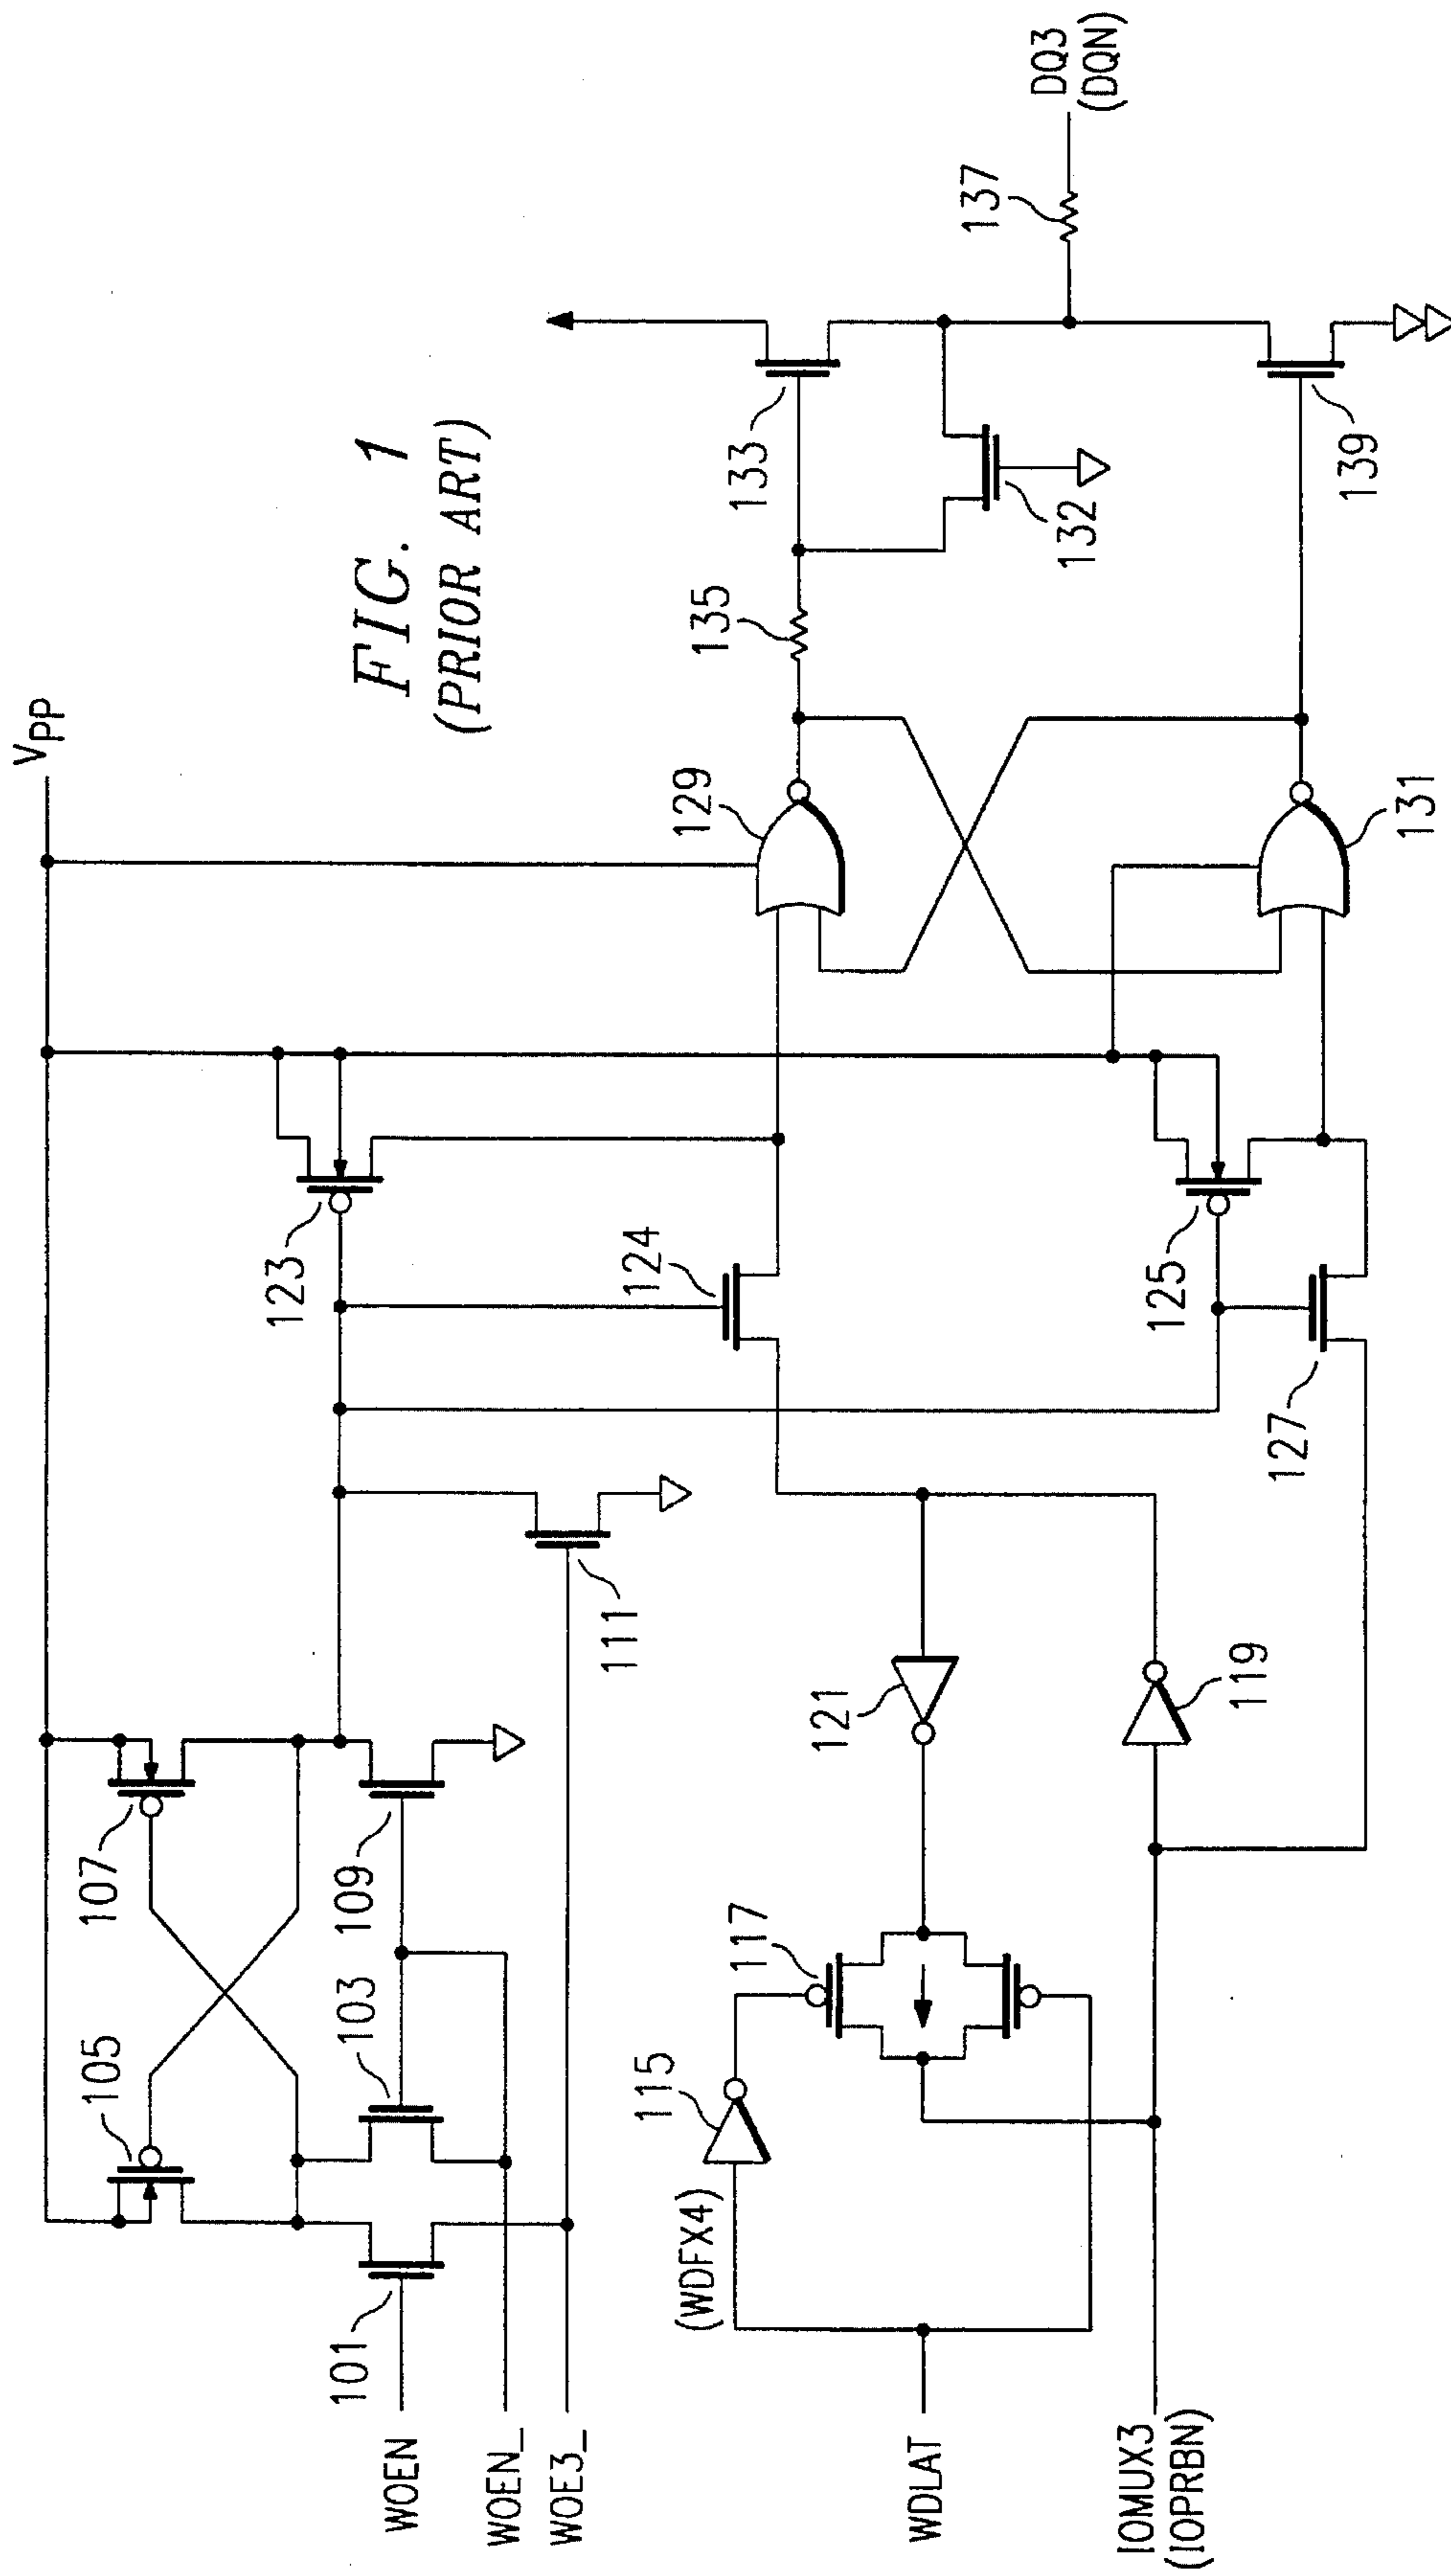 FIG. 1
(PRIOR ART)
VPP
105
107
101
103
109
111
WOEN
WOEN_
WOE3_
123
124
125
127
129
131
135
133
132
137
139
DQ3
(DQN)
115
117
121
119
(WDFX4)
WDLAT
IOMUX3
(IOPRBN)